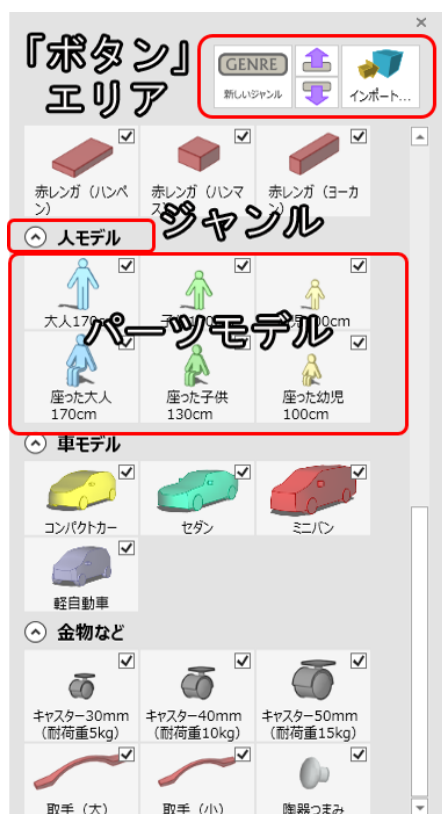 「ボタン」
エリア
GENRE
新しいジャンル
インポート...
赤レンガ（ハンペ
ン）
赤レンガ（ハンマ
赤レンガ（ヨーカ
ジャンル
人モデル
大人170cm
パーツモデル
座った大人
170cm
座った子供
130cm
座った幼児
100cm
車モデル
コンパクトカー
セダン
ミニバン
軽自動車
金物など
キャスター30mm
（耐荷重5kg）
キャスター40mm
（耐荷重10kg）
キャスター50mm
（耐荷重15kg）
取手（大）
取手（小）
陶器つまみ